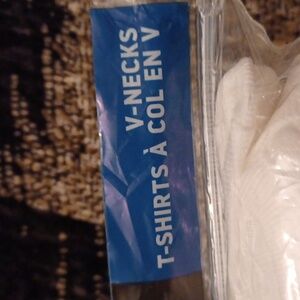 V-NECKS
T-SHIRTS À COL EN V